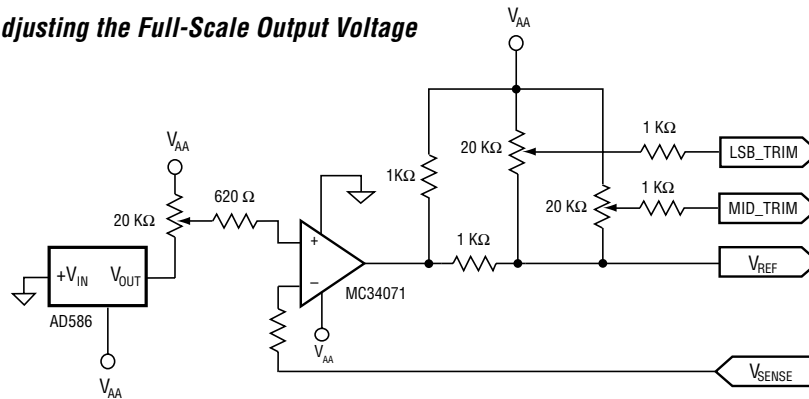 djusting the Full-Scale Output Voltage
VAA
VAA
1 KΩ
LSB_TRIM
20 KΩ
1KΩ
620 Ω
1 KΩ
MID_TRIM
20 KΩ
20 KΩ
+
1 KΩ
VREF
+VIN VOUT
–
MC34071
AD586
VAA
VSENSE
VAA